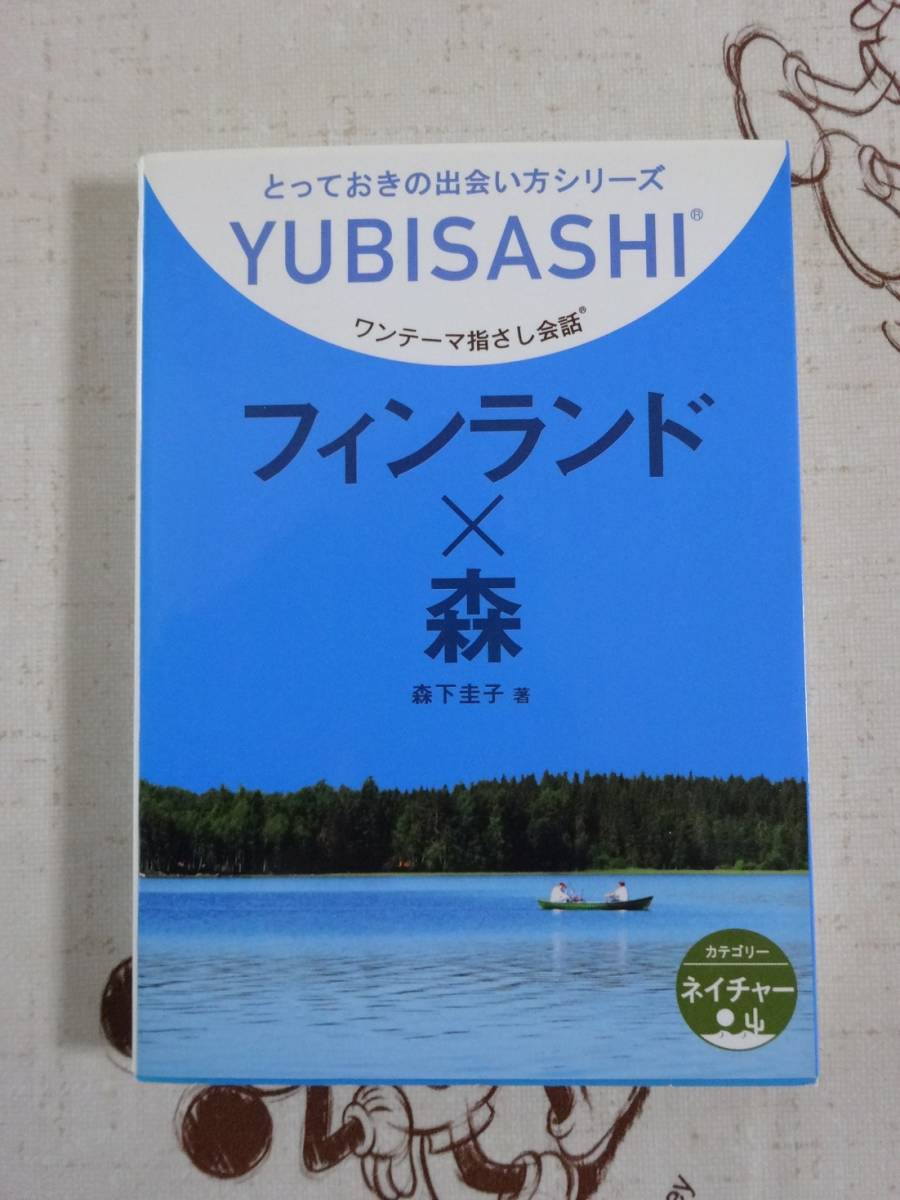 とっておきの出会い方シリーズ
YUBISASHI®
ワンテーマ指さし会話®
フィンランド
×
森
森下圭子 著
カテゴリー
ネイチャー